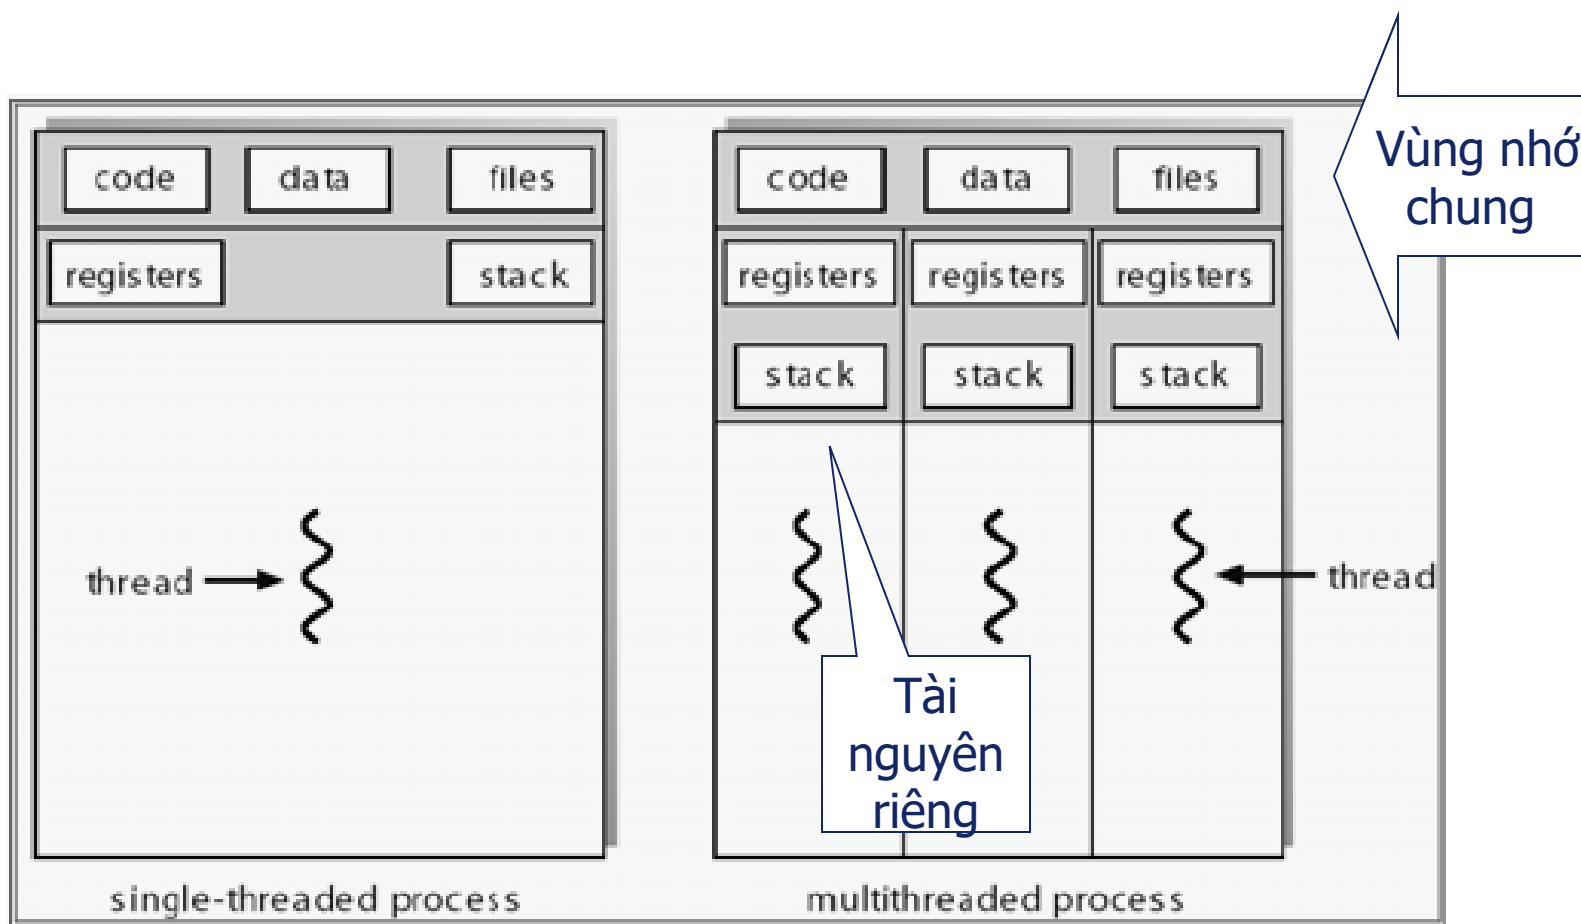 code data files
registers stack
thread
single-threaded process
code data files
registers registers registers
stack stack stack
thread
multithreaded process
Vùng nhớ
chung
Tài
nguyên
riêng